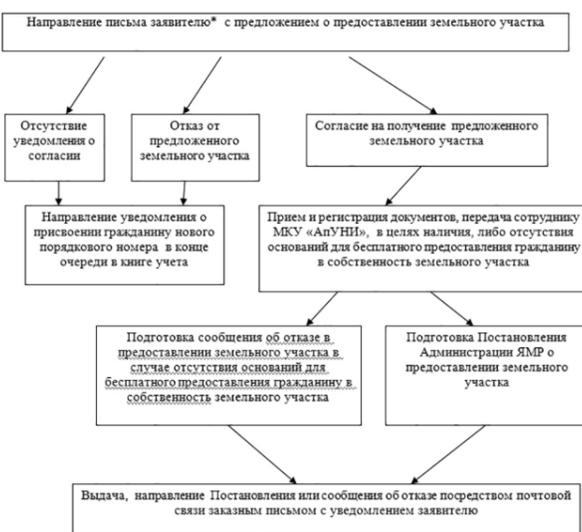 Направление письма заявителю* с предложением о предоставлении земельного участка
Отсутствие
уведомления о
согласии
Отказ от
предложенного
земельного участка
Согласие на получение предложенного
земельного участка
Направление уведомления о
присвоении гражданину нового
порядкового номера в конце
очереди в книге учета
Прием и регистрация документов, передача сотруднику
МКУ «АпУНИ», в целях наличия, либо отсутствия
оснований для бесплатного предоставления гражданину
в собственность земельного участка
Подготовка сообщения об отказе в
предоставлении земельного участка в
случае отсутствия оснований для
бесплатного предоставления гражданину в
собственность земельного участка
Подготовка Постановления
Администрации ЯМР о
предоставлении земельного
участка
Выдача, направление Постановления или сообщения об отказе посредством почтовой
связи заказным письмом с уведомлением заявителю